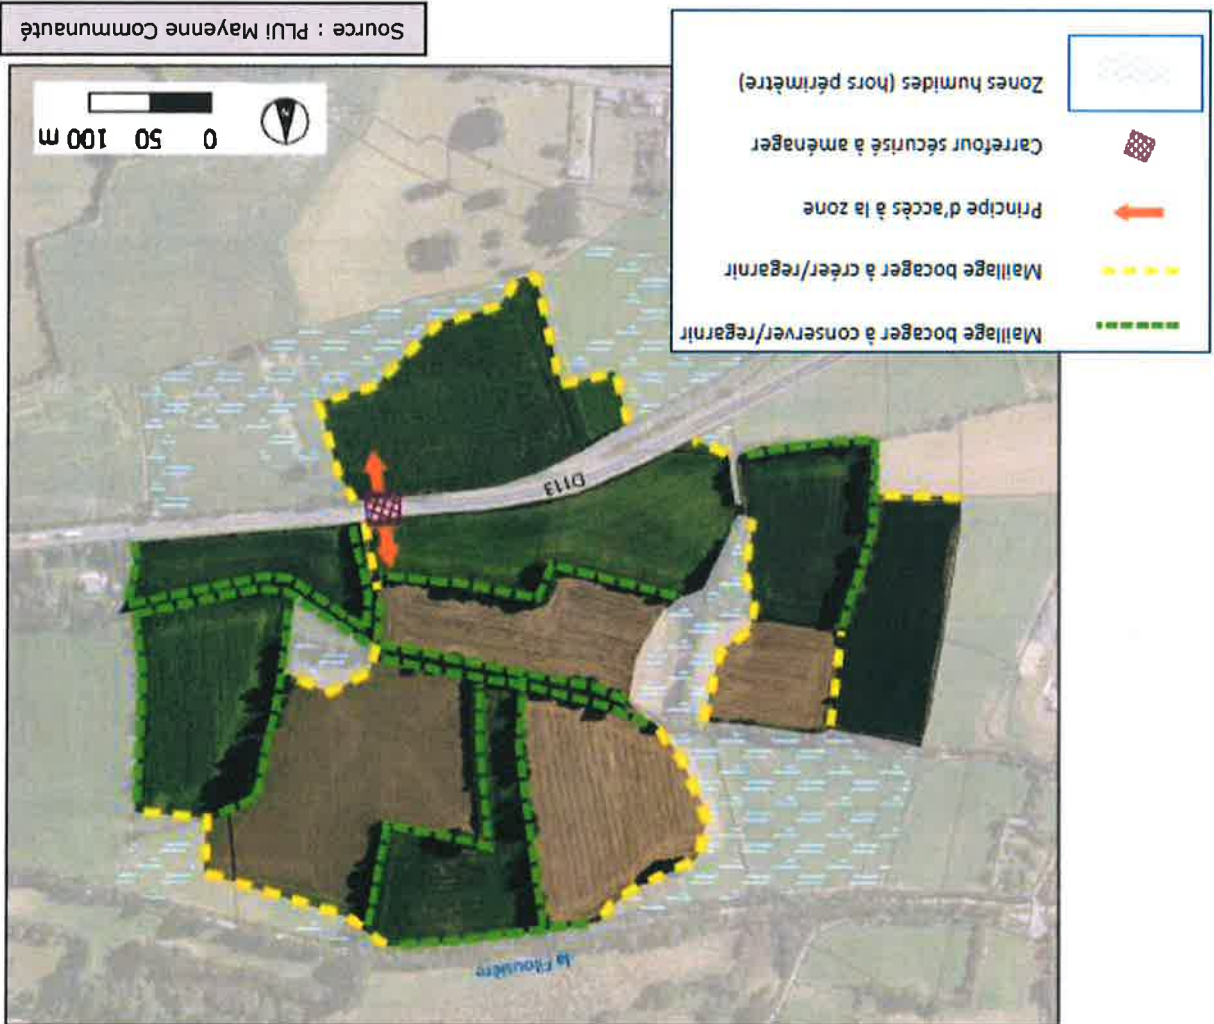 la Filousière
D113
Maillage bocager à conserver/regarnir
Maillage bocager à créer/regarnir
Principe d'accès à la zone
Carrefour sécurisé à aménager
Zones humides (hors périmètre)
N
0 50 100 m
Source : PLUi Mayenne Communauté